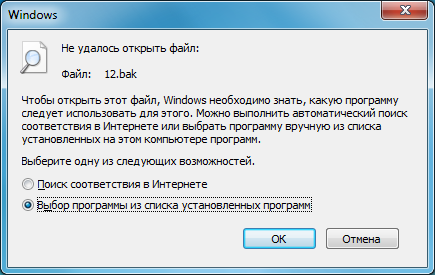 Windows
Не удалось открыть файл:
Файл: 12.bak
Чтобы открыть этот файл, Windows необходимо знать, какую программу
следует использовать для этого. Можно выполнить автоматический поиск
соответствия в Интернете или выбрать программу вручную из списка
установленных на этом компьютере программ.
Выберите одну из следующих возможностей.
Поиск соответствия в Интернете
Выбор программы из списка установленных программ
ОК
Отмена